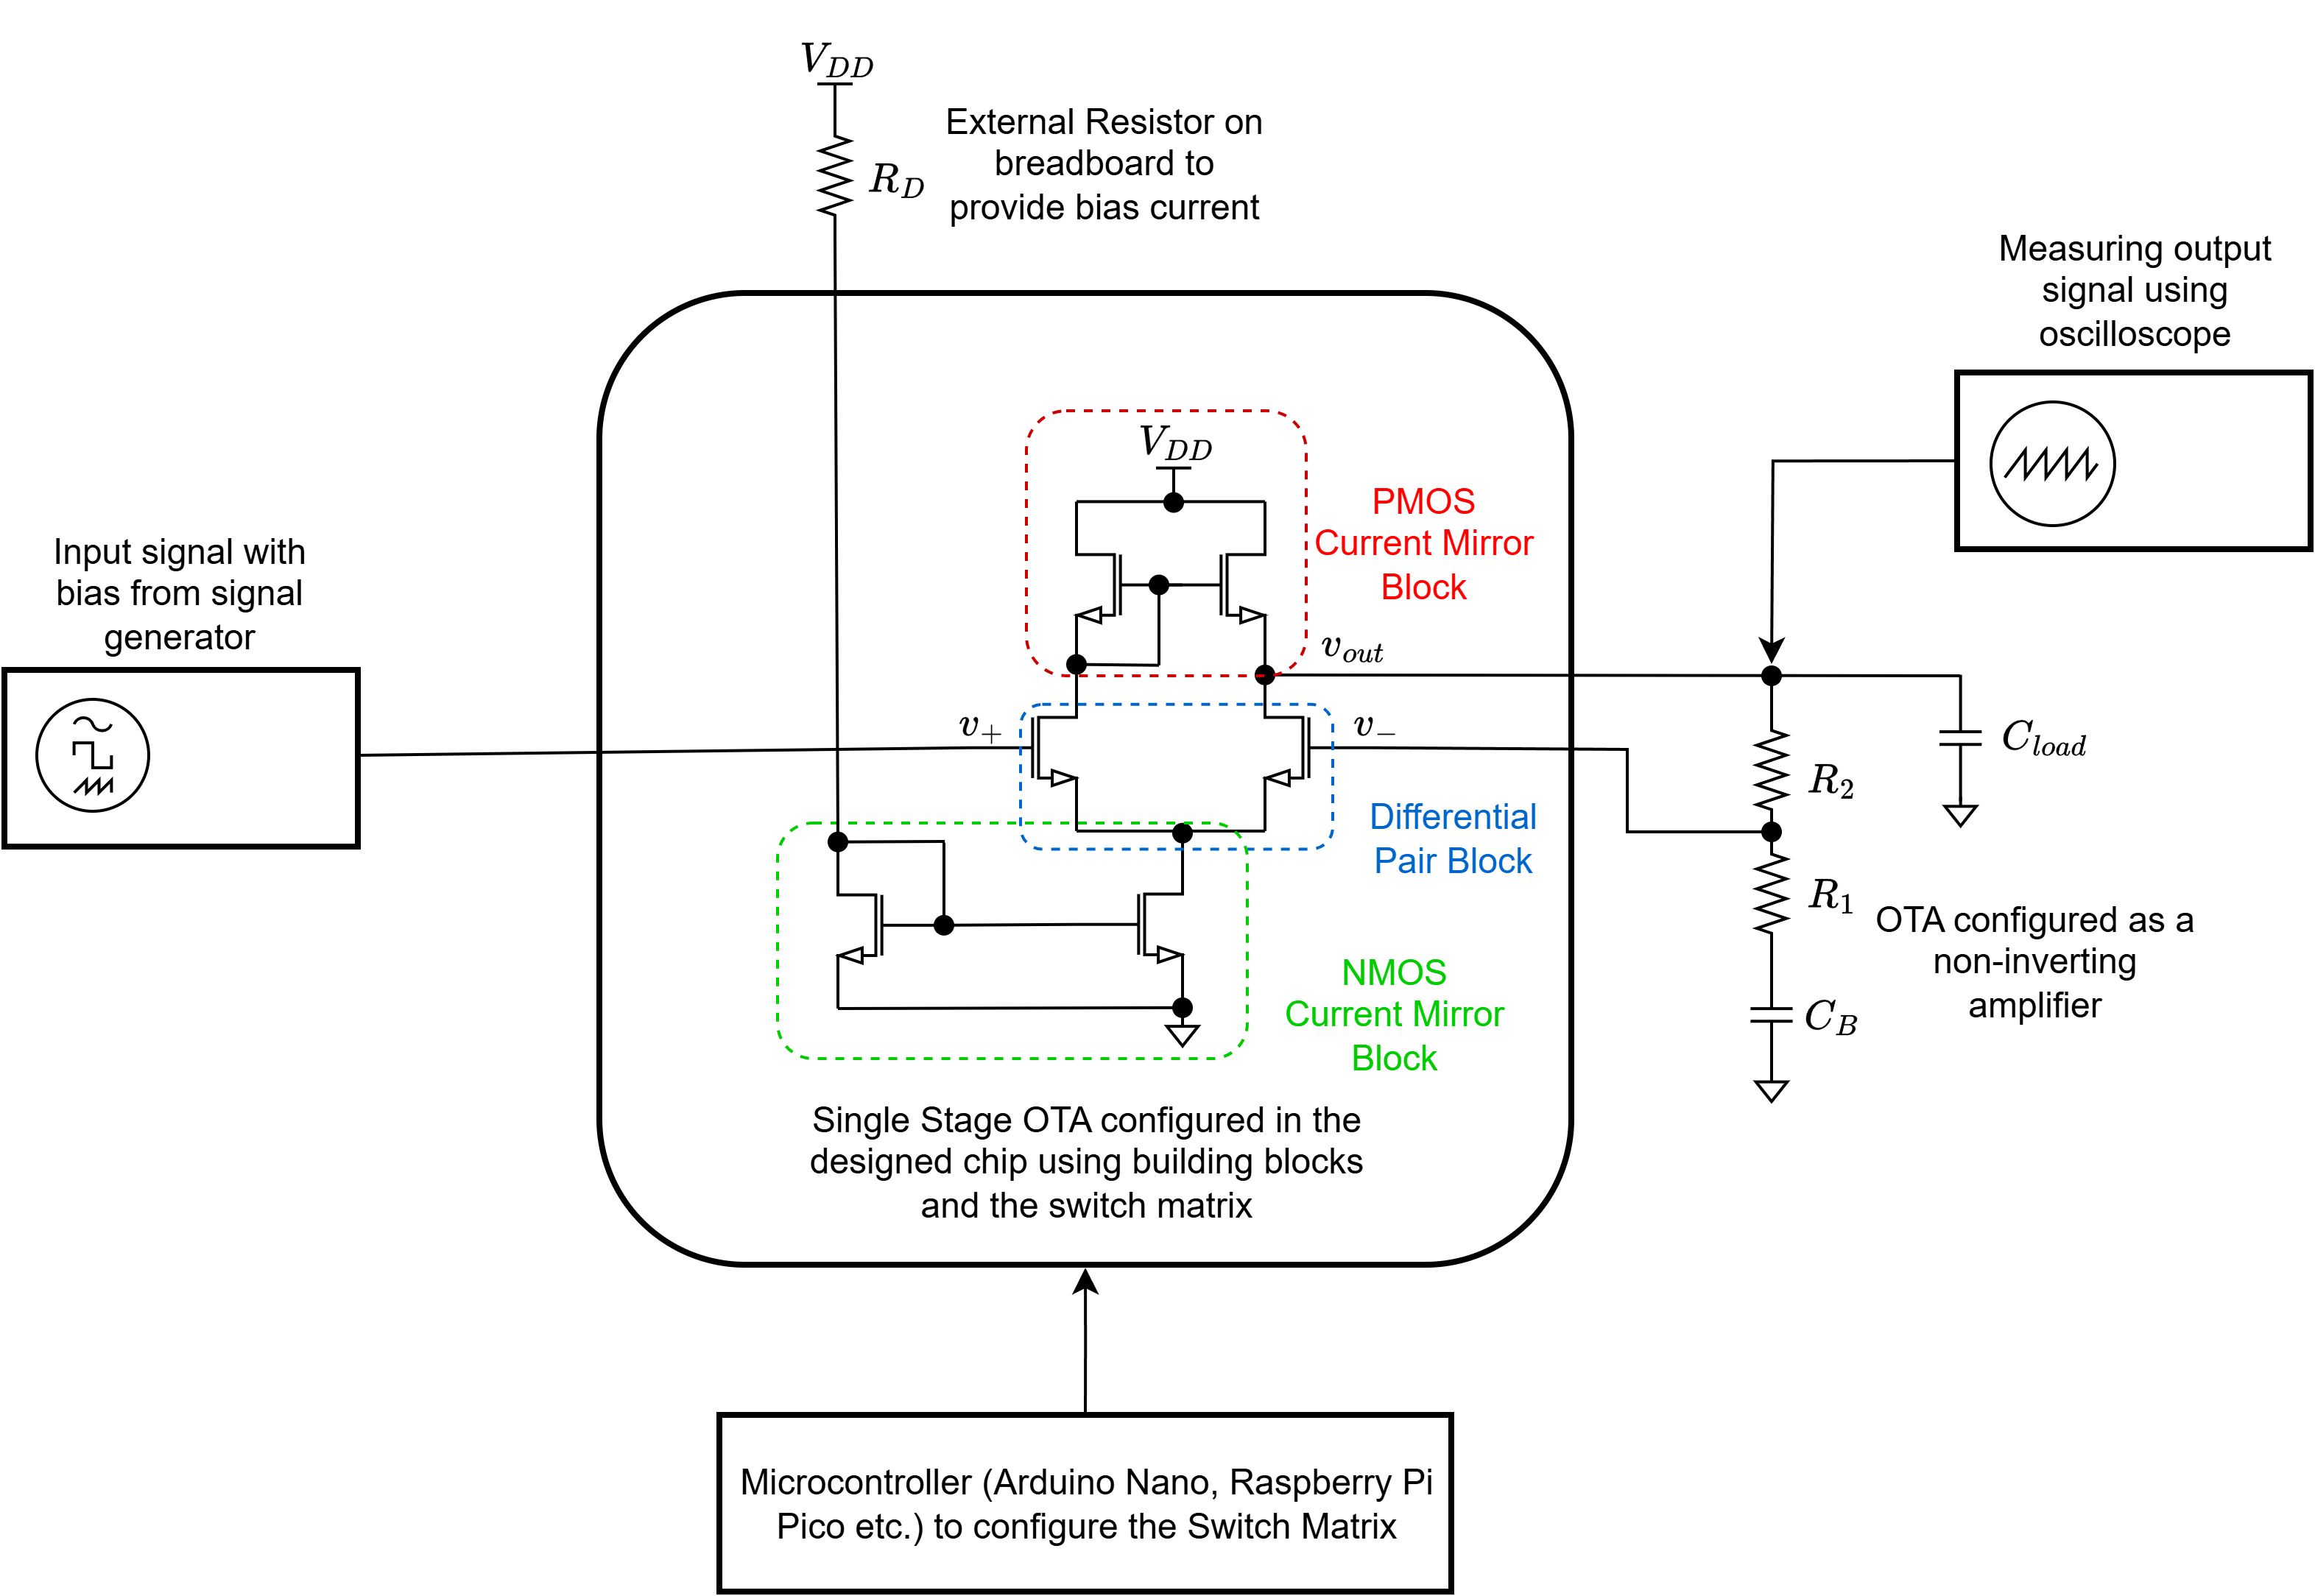 V_{DD}
External Resistor on
breadboard to
provide bias current
R_D
Measuring output
signal using
oscilloscope
V_{DD}
PMOS
Current Mirror
Block
Input signal with
bias from signal
generator
v_{out}
v_+
v_-
C_{load}
R_2
Differential
Pair Block
R_1
OTA configured as a
non-inverting
amplifier
NMOS
Current Mirror
Block
C_B
Single Stage OTA configured in the
designed chip using building blocks
and the switch matrix
Microcontroller (Arduino Nano, Raspberry Pi
Pico etc.) to configure the Switch Matrix